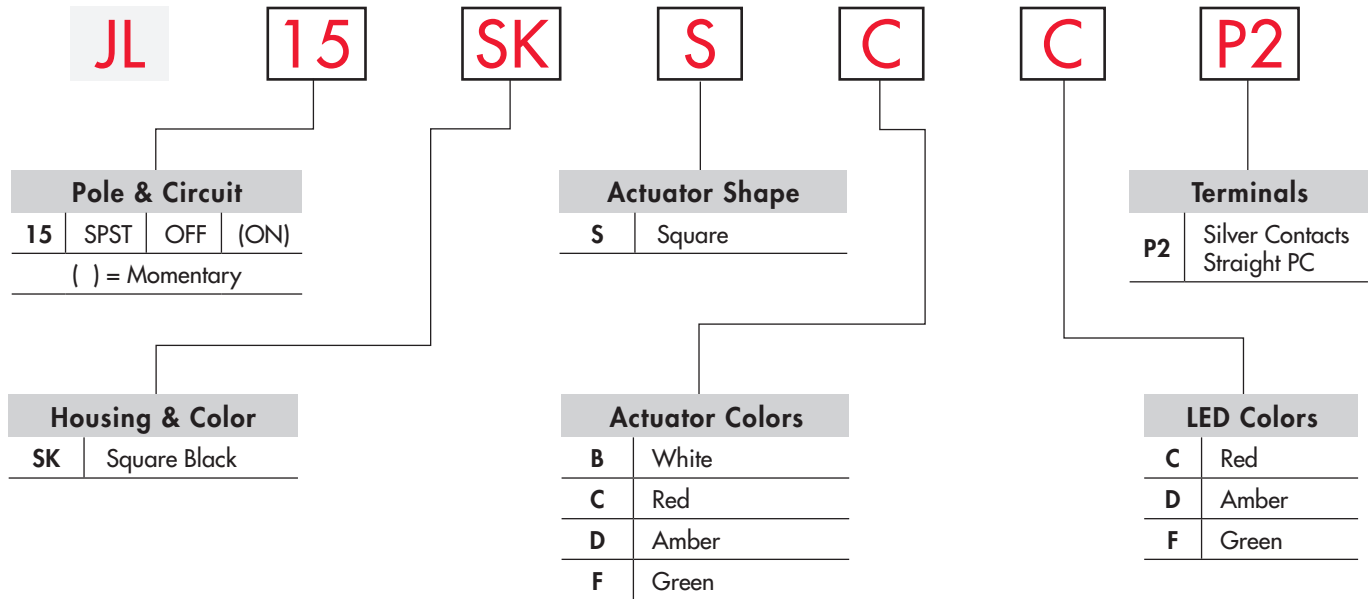 JL 15 SK S C C P2
Pole & Circuit
15 SPST OFF (ON)
( ) = Momentary
Actuator Shape
S Square
Terminals
P2 Silver Contacts
Straight PC
Housing & Color
SK Square Black
Actuator Colors
B White
C Red
D Amber
F Green
LED Colors
C Red
D Amber
F Green